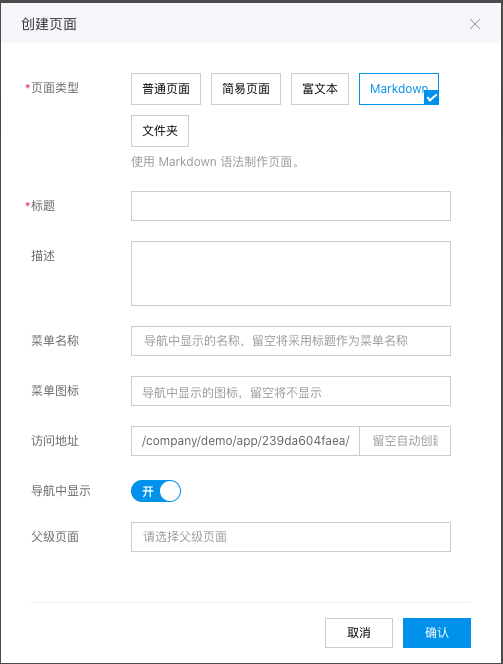 创建页面
*页面类型 普通页面 简易页面 富文本 Markdown
文件夹
使用 Markdown 语法制作页面。
*标题
描述
菜单名称 导航中显示的名称，留空将采用标题作为菜单名称
菜单图标 导航中显示的图标，留空将不显示
访问地址 /company/demo/app/239da604faea/ 留空自动创建
导航中显示 开
父级页面 请选择父级页面
取消 确认